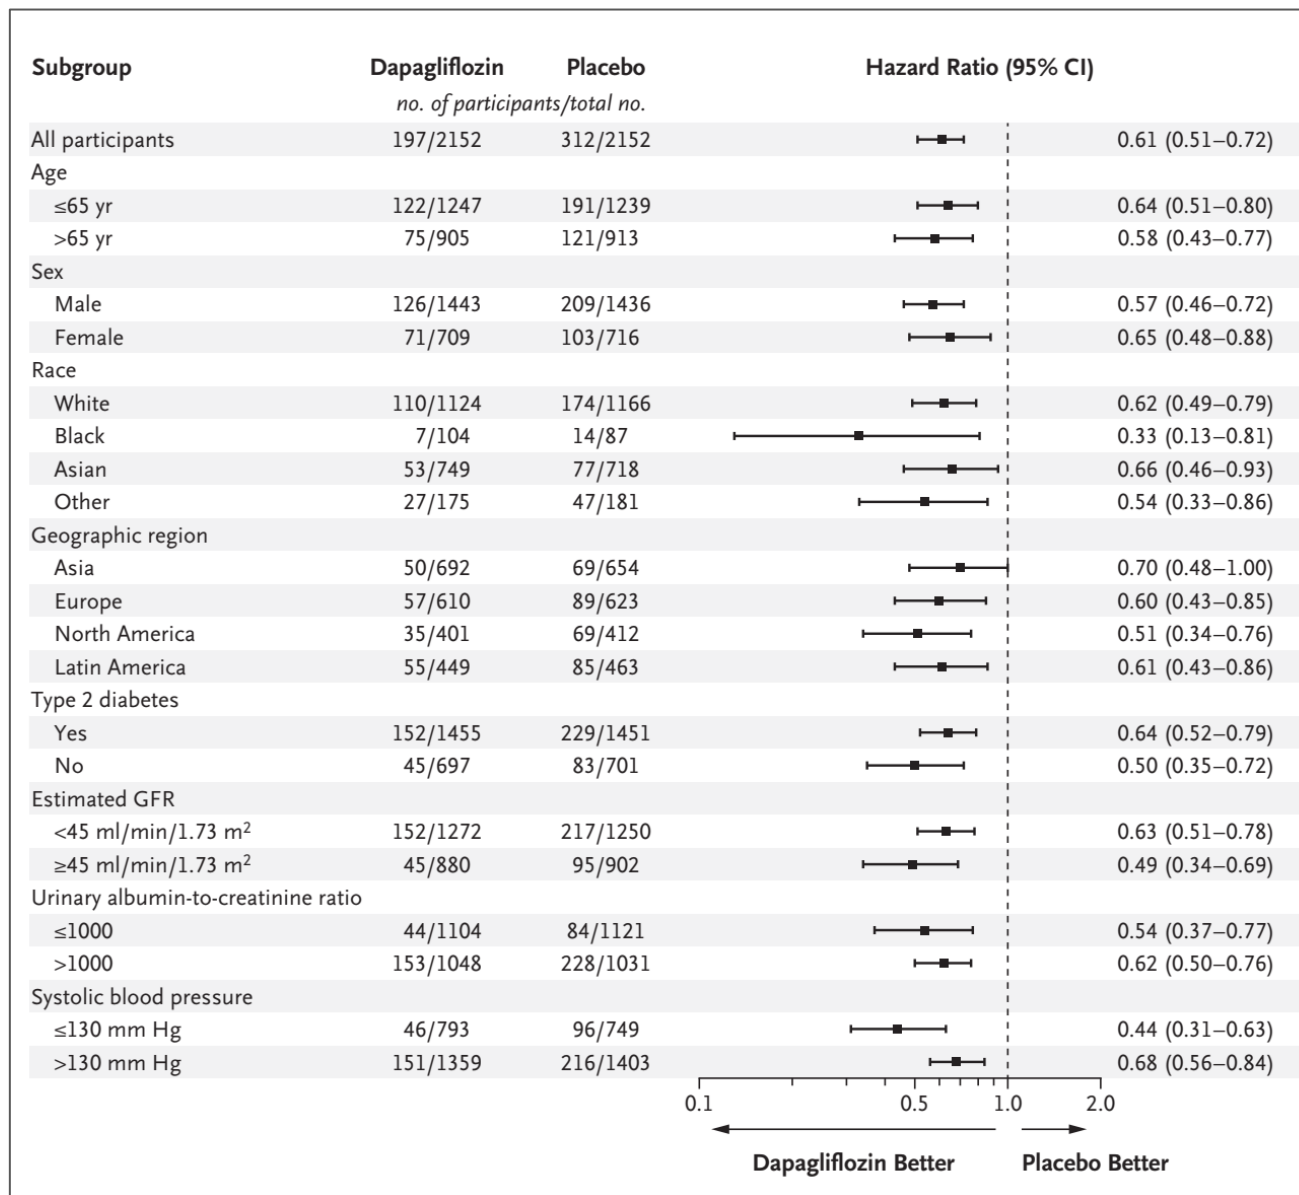 Subgroup Dapagliflozin Placebo Hazard Ratio (95% CI)
no. of participants/total no.
All participants 197/2152 312/2152 0.61 (0.51–0.72)
Age
≤65 yr 122/1247 191/1239 0.64 (0.51–0.80)
>65 yr 75/905 121/913 0.58 (0.43–0.77)
Sex
Male 126/1443 209/1436 0.57 (0.46–0.72)
Female 71/709 103/716 0.65 (0.48–0.88)
Race
White 110/1124 174/1166 0.62 (0.49–0.79)
Black 7/104 14/87 0.33 (0.13–0.81)
Asian 53/749 77/718 0.66 (0.46–0.93)
Other 27/175 47/181 0.54 (0.33–0.86)
Geographic region
Asia 50/692 69/654 0.70 (0.48–1.00)
Europe 57/610 89/623 0.60 (0.43–0.85)
North America 35/401 69/412 0.51 (0.34–0.76)
Latin America 55/449 85/463 0.61 (0.43–0.86)
Type 2 diabetes
Yes 152/1455 229/1451 0.64 (0.52–0.79)
No 45/697 83/701 0.50 (0.35–0.72)
Estimated GFR
<45 ml/min/1.73 m² 152/1272 217/1250 0.63 (0.51–0.78)
≥45 ml/min/1.73 m² 45/880 95/902 0.49 (0.34–0.69)
Urinary albumin-to-creatinine ratio
≤1000 44/1104 84/1121 0.54 (0.37–0.77)
>1000 153/1048 228/1031 0.62 (0.50–0.76)
Systolic blood pressure
≤130 mm Hg 46/793 96/749 0.44 (0.31–0.63)
>130 mm Hg 151/1359 216/1403 0.68 (0.56–0.84)
0.1 0.5 1.0 2.0
Dapagliflozin Better Placebo Better